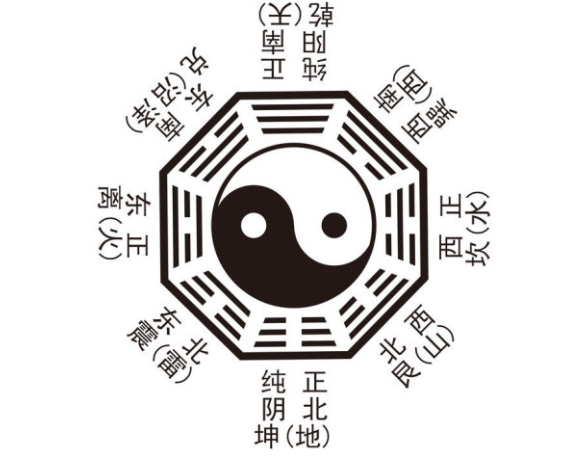 纯 正
阳 南
乾(天)
西 南
巽
西 正
坎(水)
北 西
艮(山)
纯 正
阴 北
坤(地)
东 北
震(雷)
东 正
离(火)
东 南
兑(沼泽)